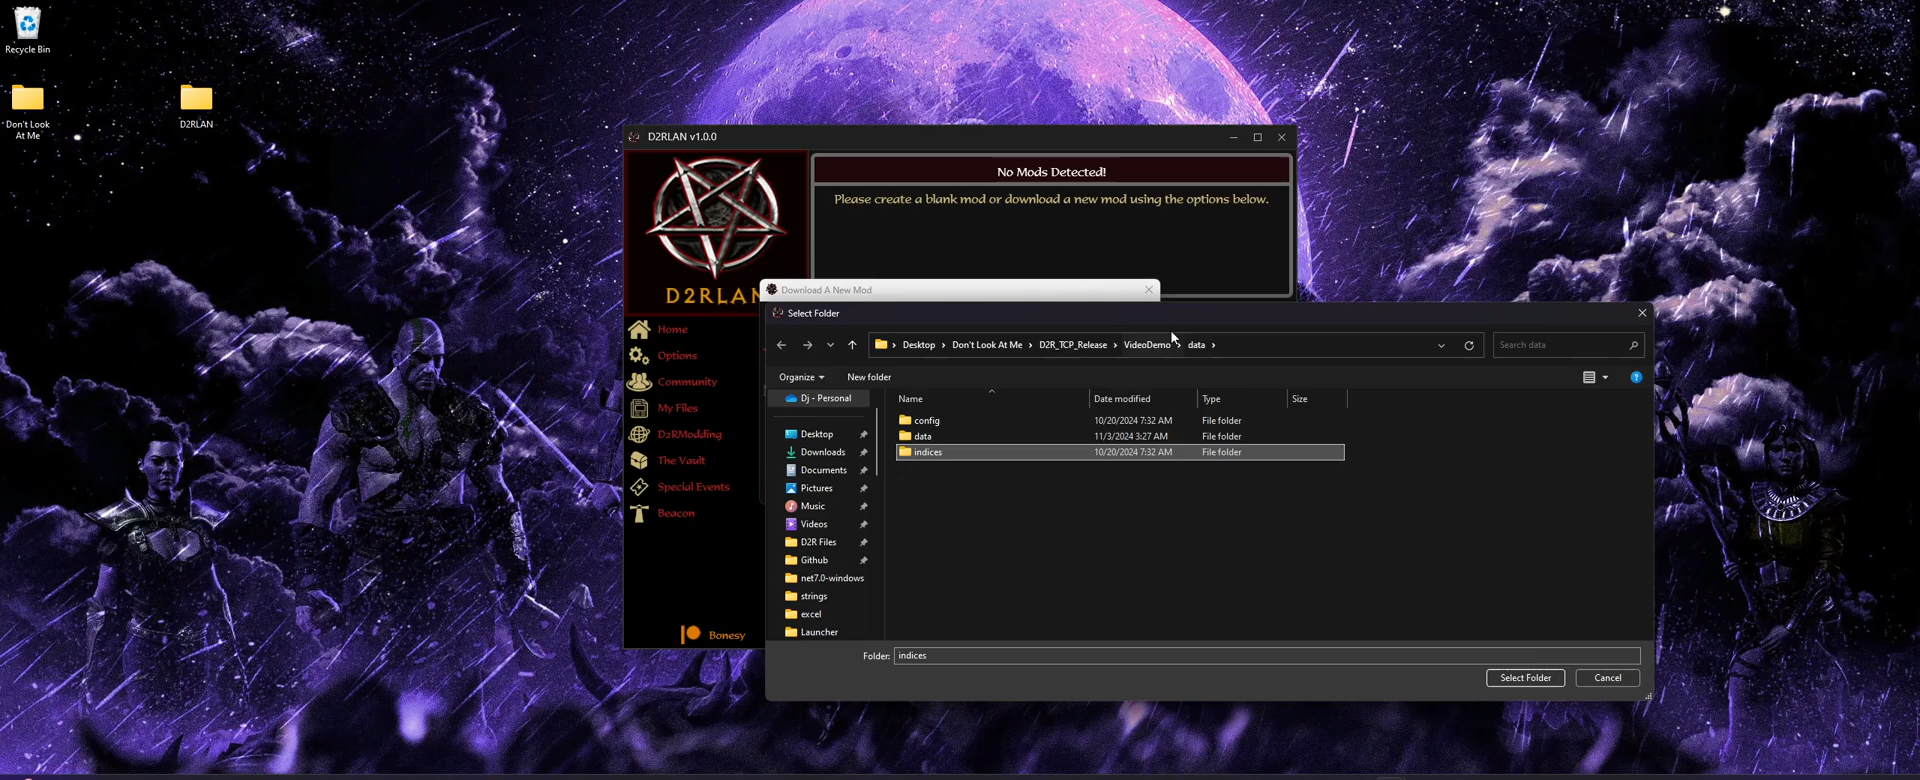 Recycle Bin
Don't Look
At Me
D2RLAN
D2RLAN v1.0.0
No Mods Detected!
Please create a blank mod or download a new mod using the options below.
D2RLAN
Home
Options
Community
My Files
D2RModding
The Vault
Special Events
Beacon
Bonesy
Download A New Mod
Select Folder
Desktop
Don't Look At Me
D2R_TCP_Release
VideoDemo
data
Search data
Organize
New folder
Name
Date modified
Type
Size
config
10/20/2024 7:32 AM
File folder
data
11/3/2024 3:27 AM
File folder
indices
10/20/2024 7:32 AM
File folder
Dj - Personal
Desktop
Downloads
Documents
Pictures
Music
Videos
D2R Files
Github
net7.0-windows
strings
excel
Launcher
Folder:
indices
Select Folder
Cancel